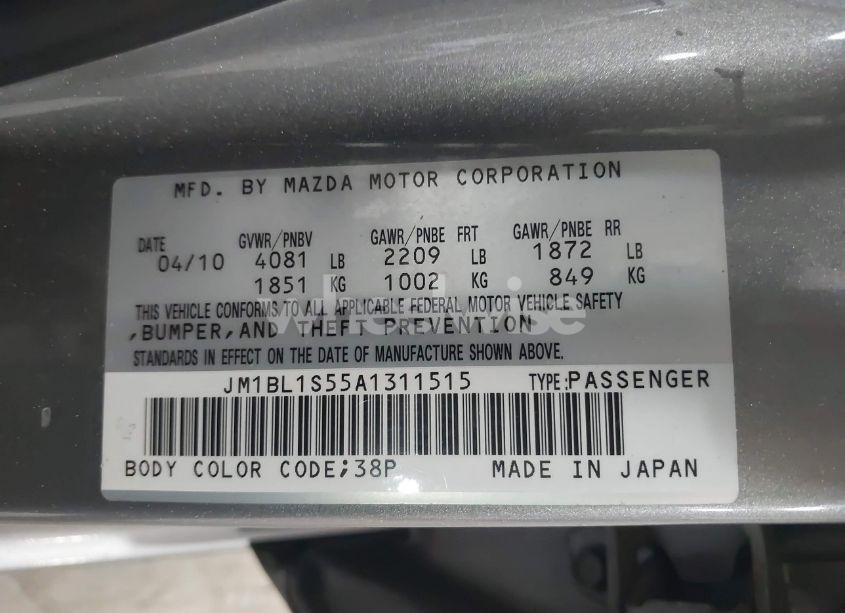 MFD. BY MAZDA MOTOR CORPORATION
DATE GVWR/PNBV GAWR/PNBE FRT GAWR/PNBE RR
04/10 4081 LB 2209 LB 1872 LB
1851 KG 1002 KG 849 KG
THIS VEHICLE CONFORMS TO ALL APPLICABLE FEDERAL MOTOR VEHICLE SAFETY
,BUMPER,AND THEFT PREVENTION
STANDARDS IN EFFECT ON THE DATE OF MANUFACTURE SHOWN ABOVE.
JM1BL1S55A1311515 TYPE:PASSENGER
BODY COLOR CODE;38P MADE IN JAPAN